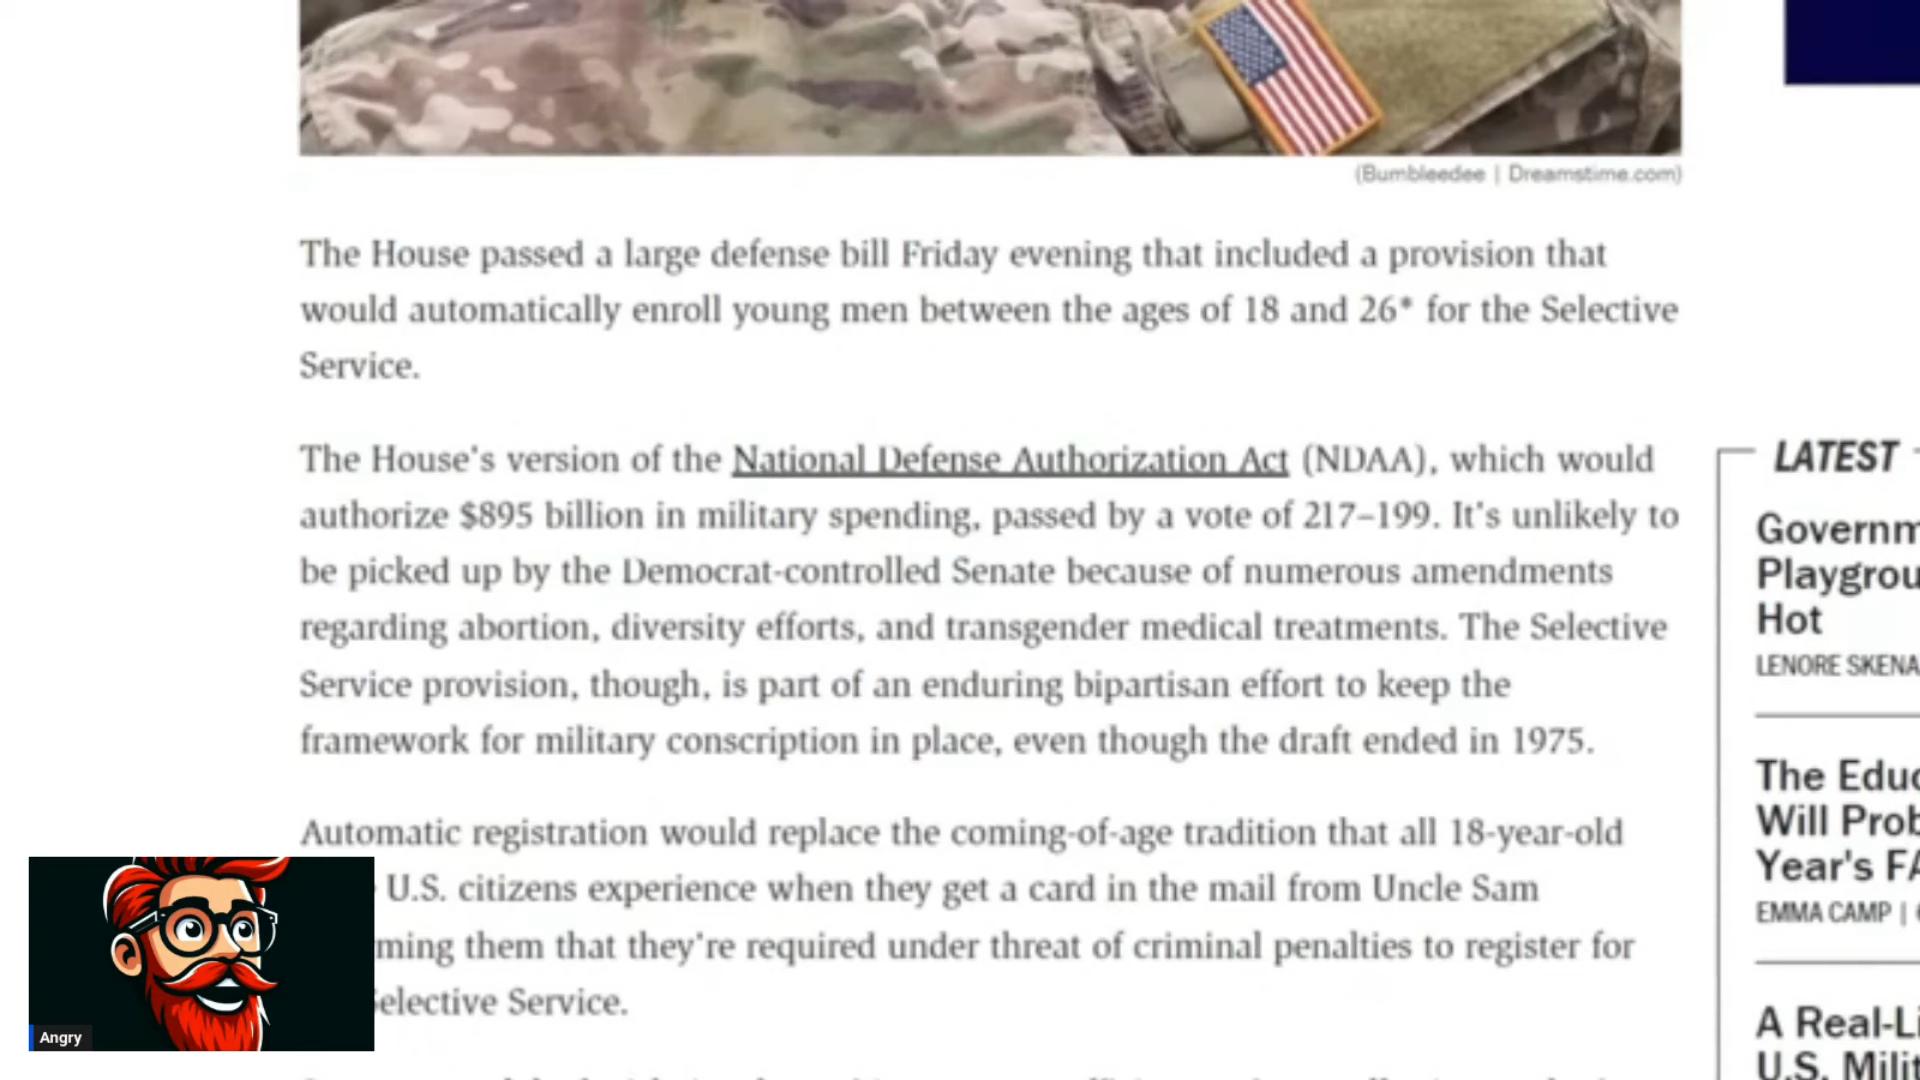 (Bumbleedee | Dreamstime.com)
The House passed a large defense bill Friday evening that included a provision that
would automatically enroll young men between the ages of 18 and 26* for the Selective
Service.
The House's version of the National Defense Authorization Act (NDAA), which would
authorize $895 billion in military spending, passed by a vote of 217–199. It's unlikely to
be picked up by the Democrat-controlled Senate because of numerous amendments
regarding abortion, diversity efforts, and transgender medical treatments. The Selective
Service provision, though, is part of an enduring bipartisan effort to keep the
framework for military conscription in place, even though the draft ended in 1975.
Automatic registration would replace the coming-of-age tradition that all 18-year-old
U.S. citizens experience when they get a card in the mail from Uncle Sam
ming them that they're required under threat of criminal penalties to register for
elective Service.
LATEST
Governm
Playgrou
Hot
LENORE SKENA
The Educ
Will Prob
Year's FA
EMMA CAMP |
A Real-Li
U.S. Milit
Angry